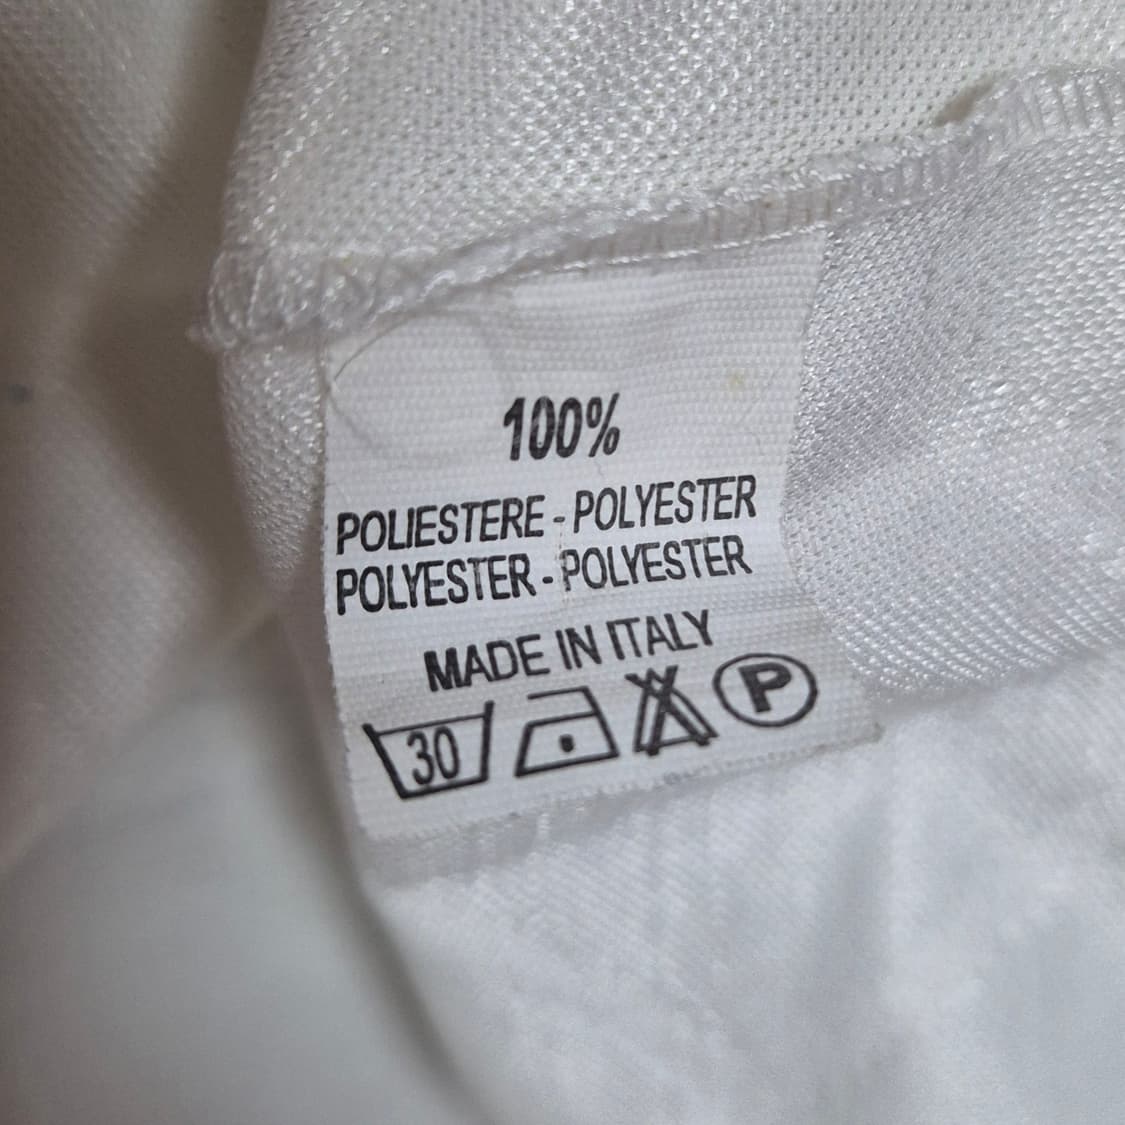 100%
POLIESTERE - POLYESTER
POLYESTER - POLYESTER
MADE IN ITALY
30 P